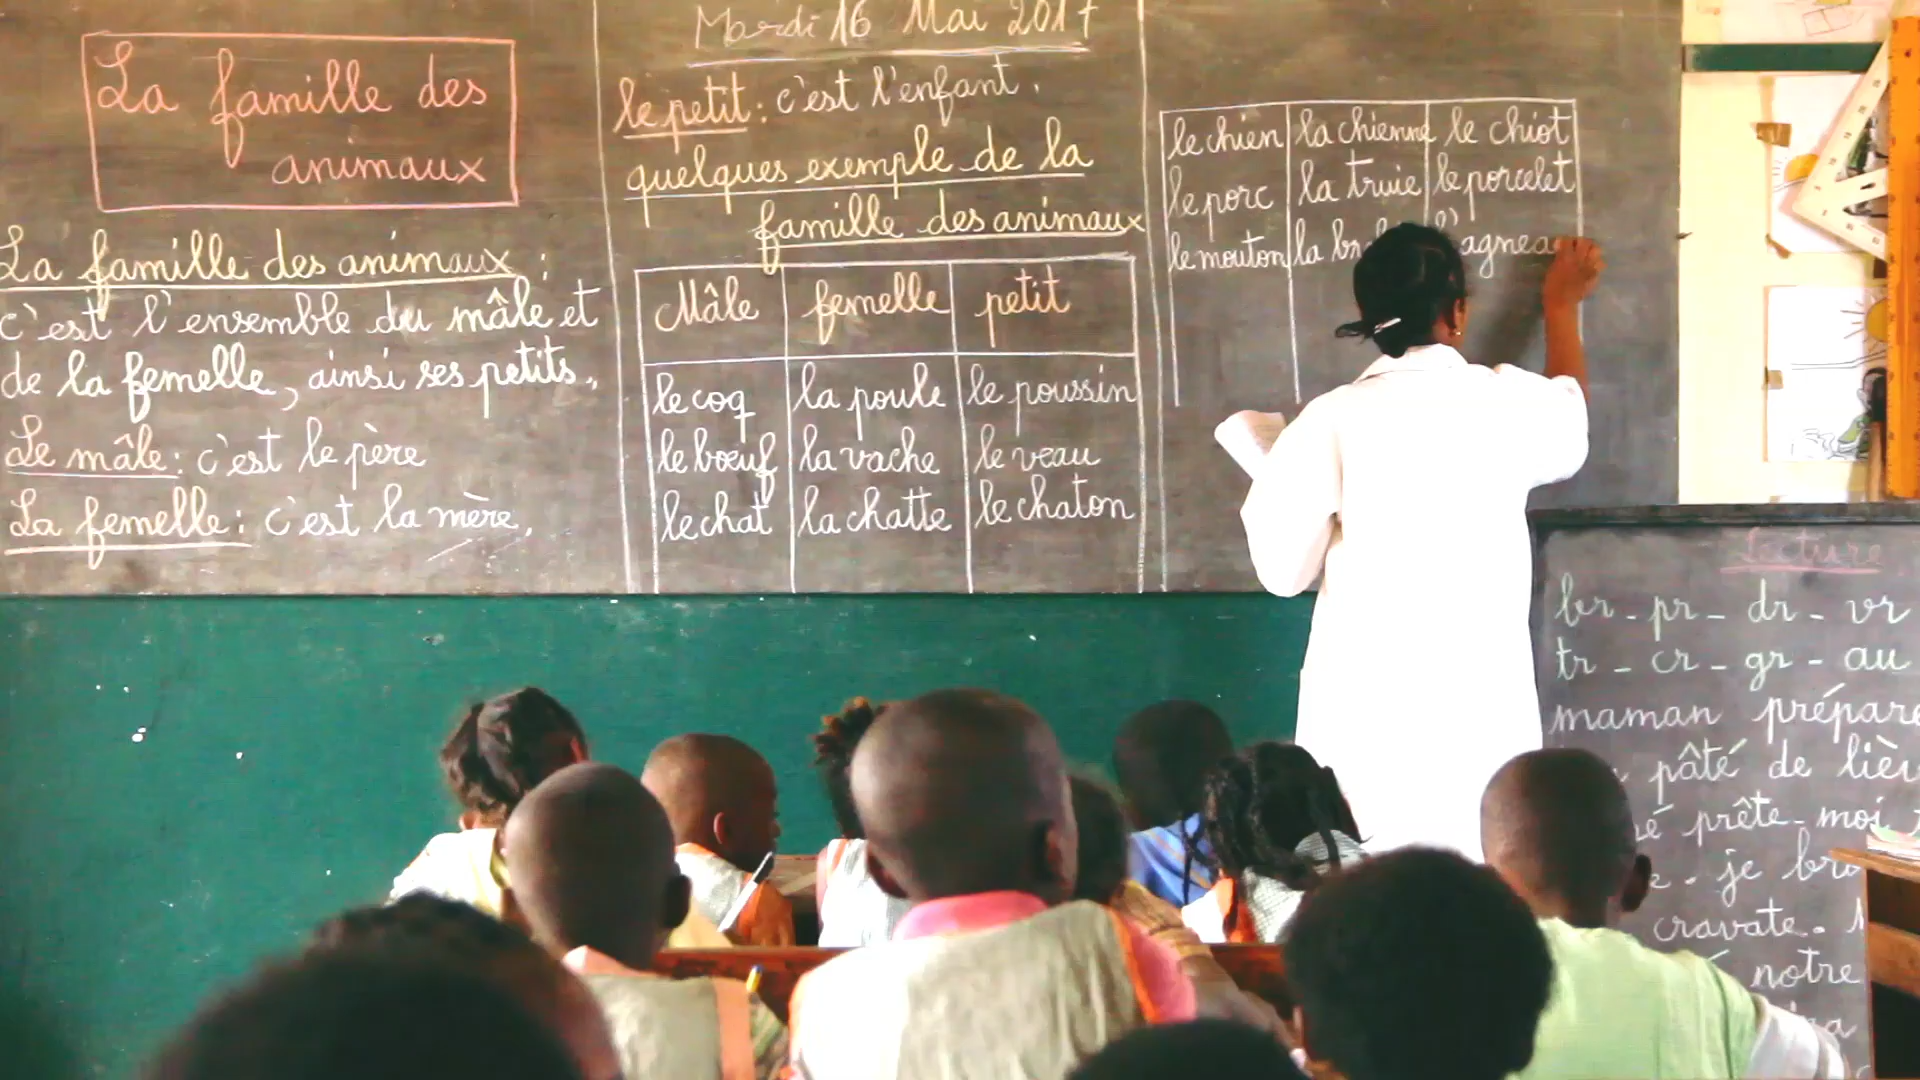 La famille des
animaux
La famille des animaux :
c'est l'ensemble du mâle et
de la femelle, ainsi ses petits.
Le mâle : c'est le père
La femelle : c'est la mère.
Mardi 16 Mai 2017
le petit : c'est l'enfant.
quelques exemple de la
famille des animaux
Mâle femelle petit
le coq la poule le poussin
le bœuf la vache le veau
le chat la chatte le chaton
le chien la chienne le chiot
le porc la truie le porcelet
le mouton la l'agneau
Lecture
br - pr - dr - vr
tr - cr - gr - au
maman prépare
pâté de
prête-moi
je
cravate.
notre